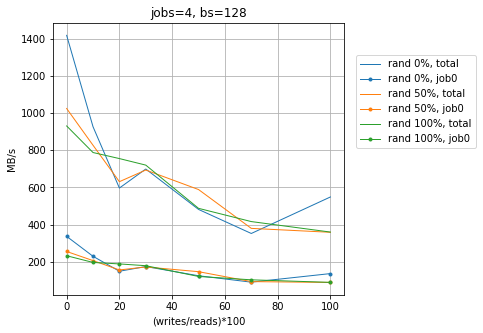 jobs=4, bs=128
1400
1200
1000
800
600
400
200
MB/s
0
20
40
60
80
100
(writes/reads)*100
rand 0%, total
rand 0%, job0
rand 50%, total
rand 50%, job0
rand 100%, total
rand 100%, job0